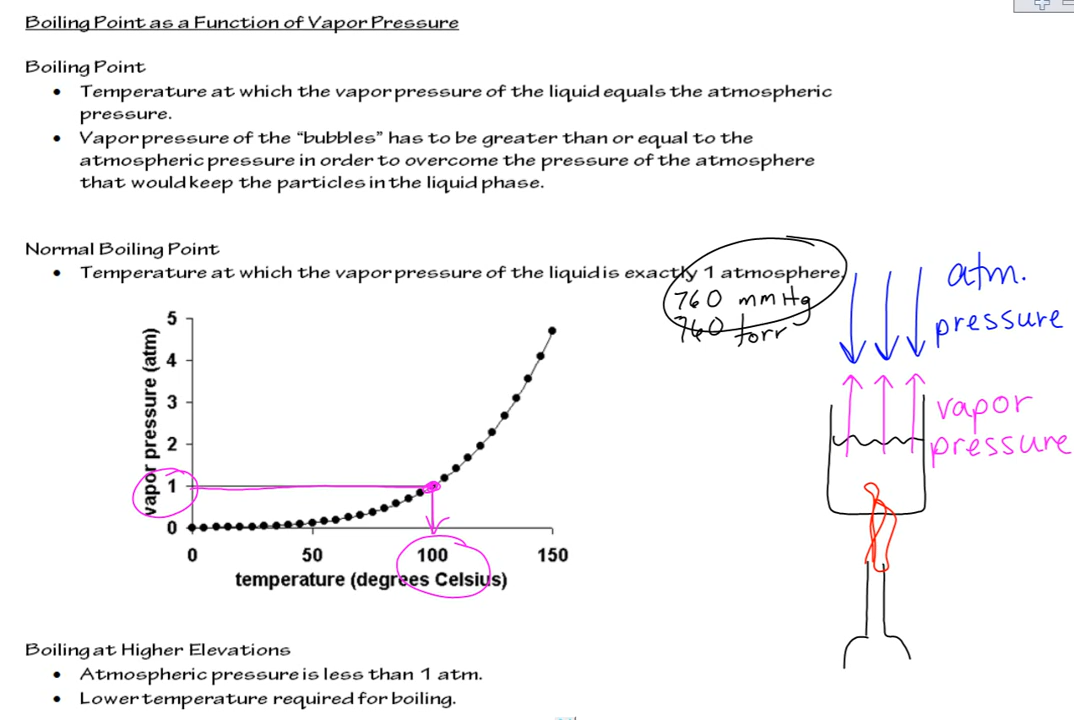 Boiling Point as a Function of Vapor Pressure
Boiling Point
• Temperature at which the vapor pressure of the liquid equals the atmospheric
pressure.
• Vapor pressure of the “bubbles” has to be greater than or equal to the
atmospheric pressure in order to overcome the pressure of the atmosphere
that would keep the particles in the liquid phase.
Normal Boiling Point
• Temperature at which the vapor pressure of the liquid is exactly 1 atmosphere.
760 mmHg
760 torr
atm.
pressure
vapor
pressure
vapor pressure (atm)
5
4
3
2
1
0
0 50 100 150
temperature (degrees Celsius)
Boiling at Higher Elevations
• Atmospheric pressure is less than 1 atm.
• Lower temperature required for boiling.